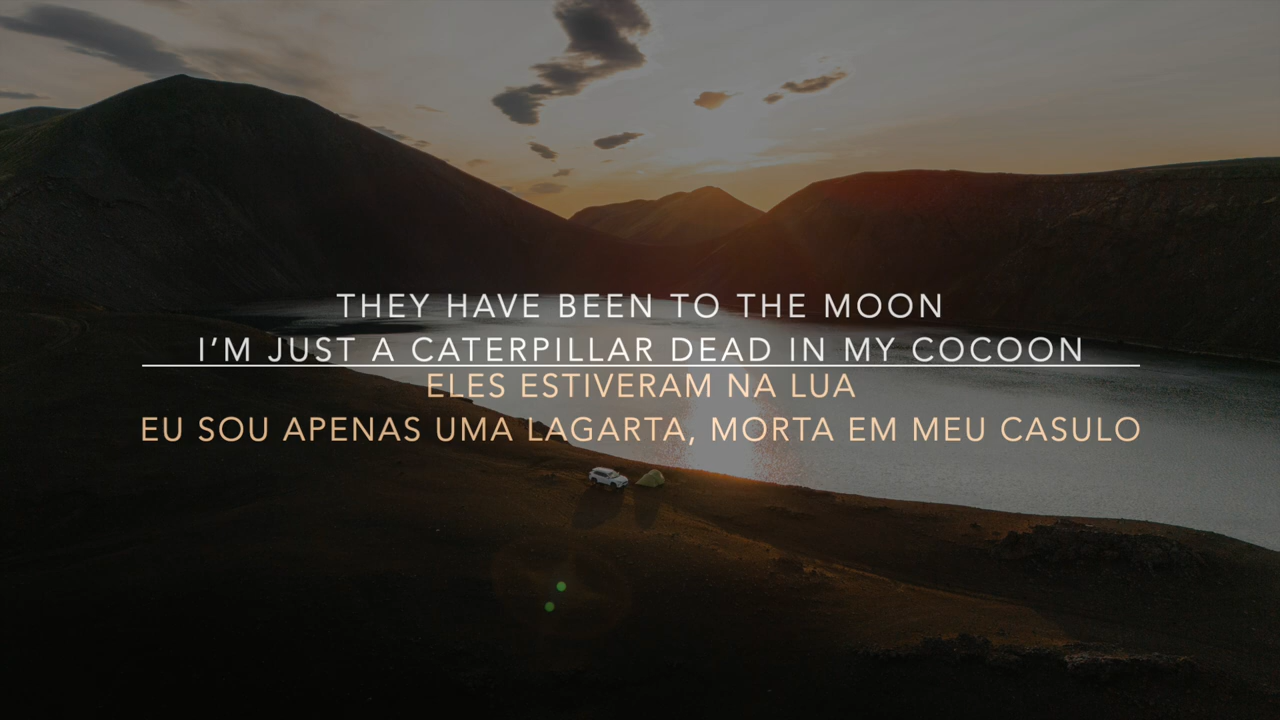 THEY HAVE BEEN TO THE MOON
I’M JUST A CATERPILLAR DEAD IN MY COCOON
ELES ESTIVERAM NA LUA
EU SOU APENAS UMA LAGARTA, MORTA EM MEU CASULO